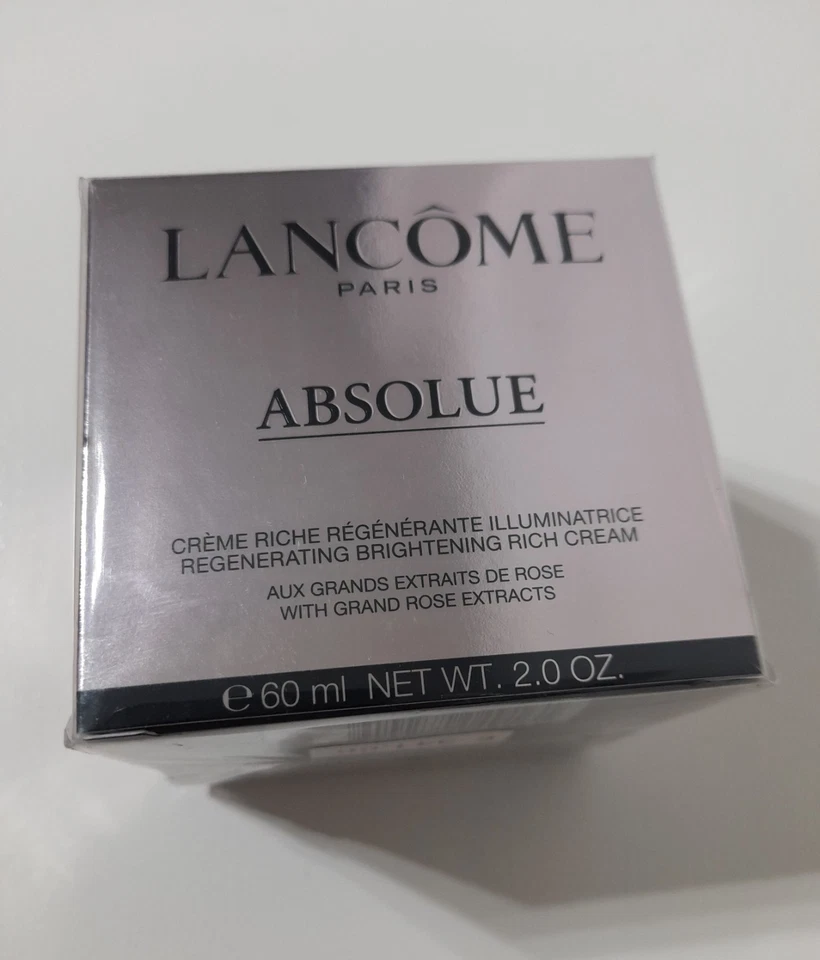 LANCÔME
PARIS
ABSOLUE
CRÈME RICHE RÉGÉNÉRANTE ILLUMINATRICE
REGENERATING BRIGHTENING RICH CREAM
AUX GRANDS EXTRAITS DE ROSE
WITH GRAND ROSE EXTRACTS
℮ 60 ml NET WT. 2.0 OZ.